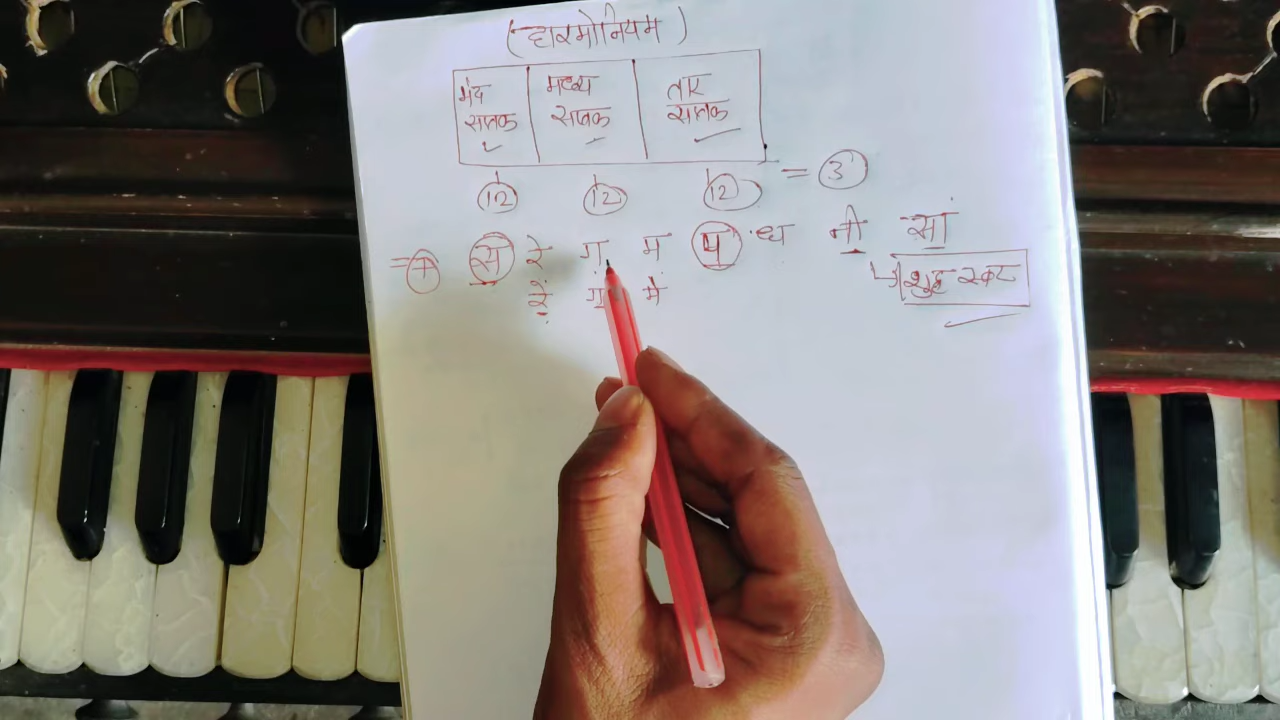 (हारमोनियम)
मंद्र मध्य तार
सप्तक सप्तक सप्तक
12 12 12 = 3
= 7 स रे ग म प ध नी सां
रे ग॒ मे शुद्ध स्वर